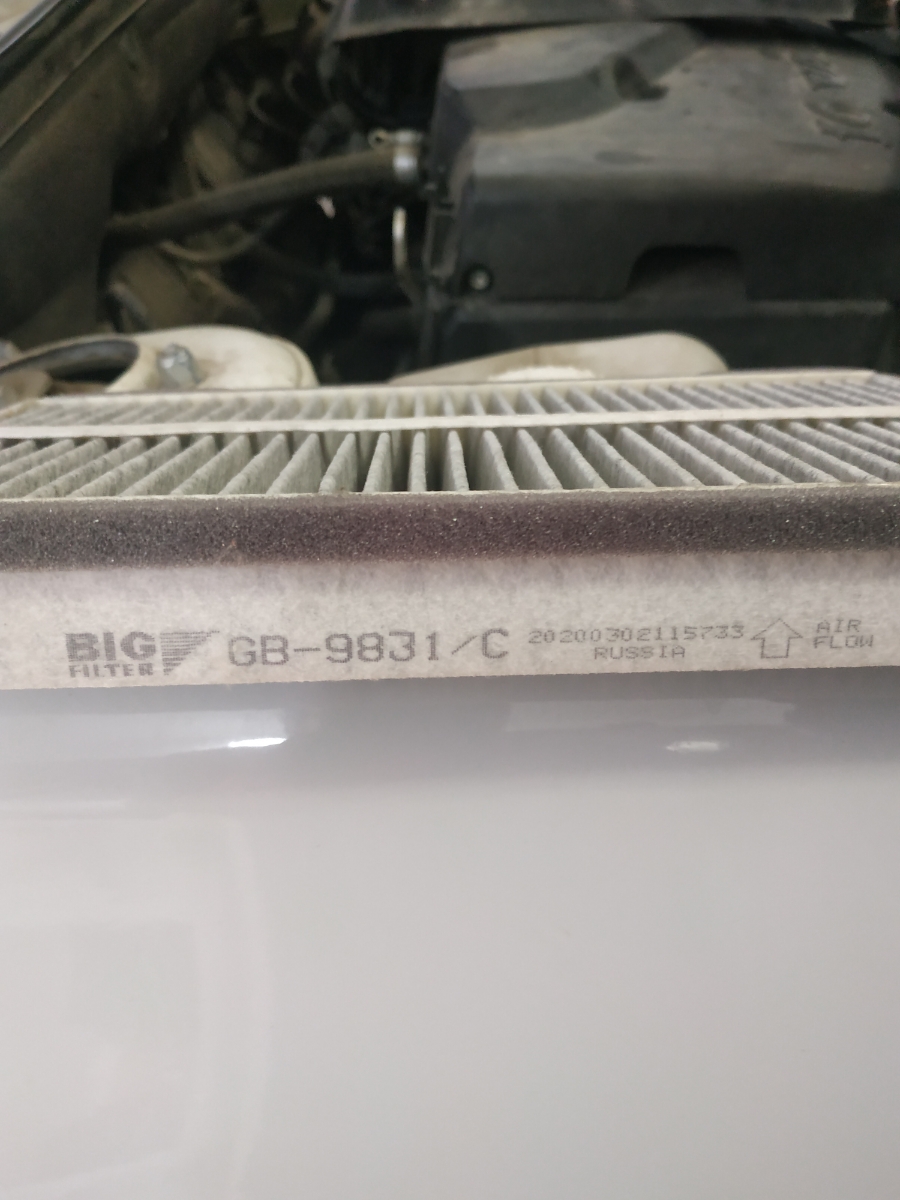 BIG
FILTER
GB-9831/C
20200302115733
RUSSIA
AIR
FLOW